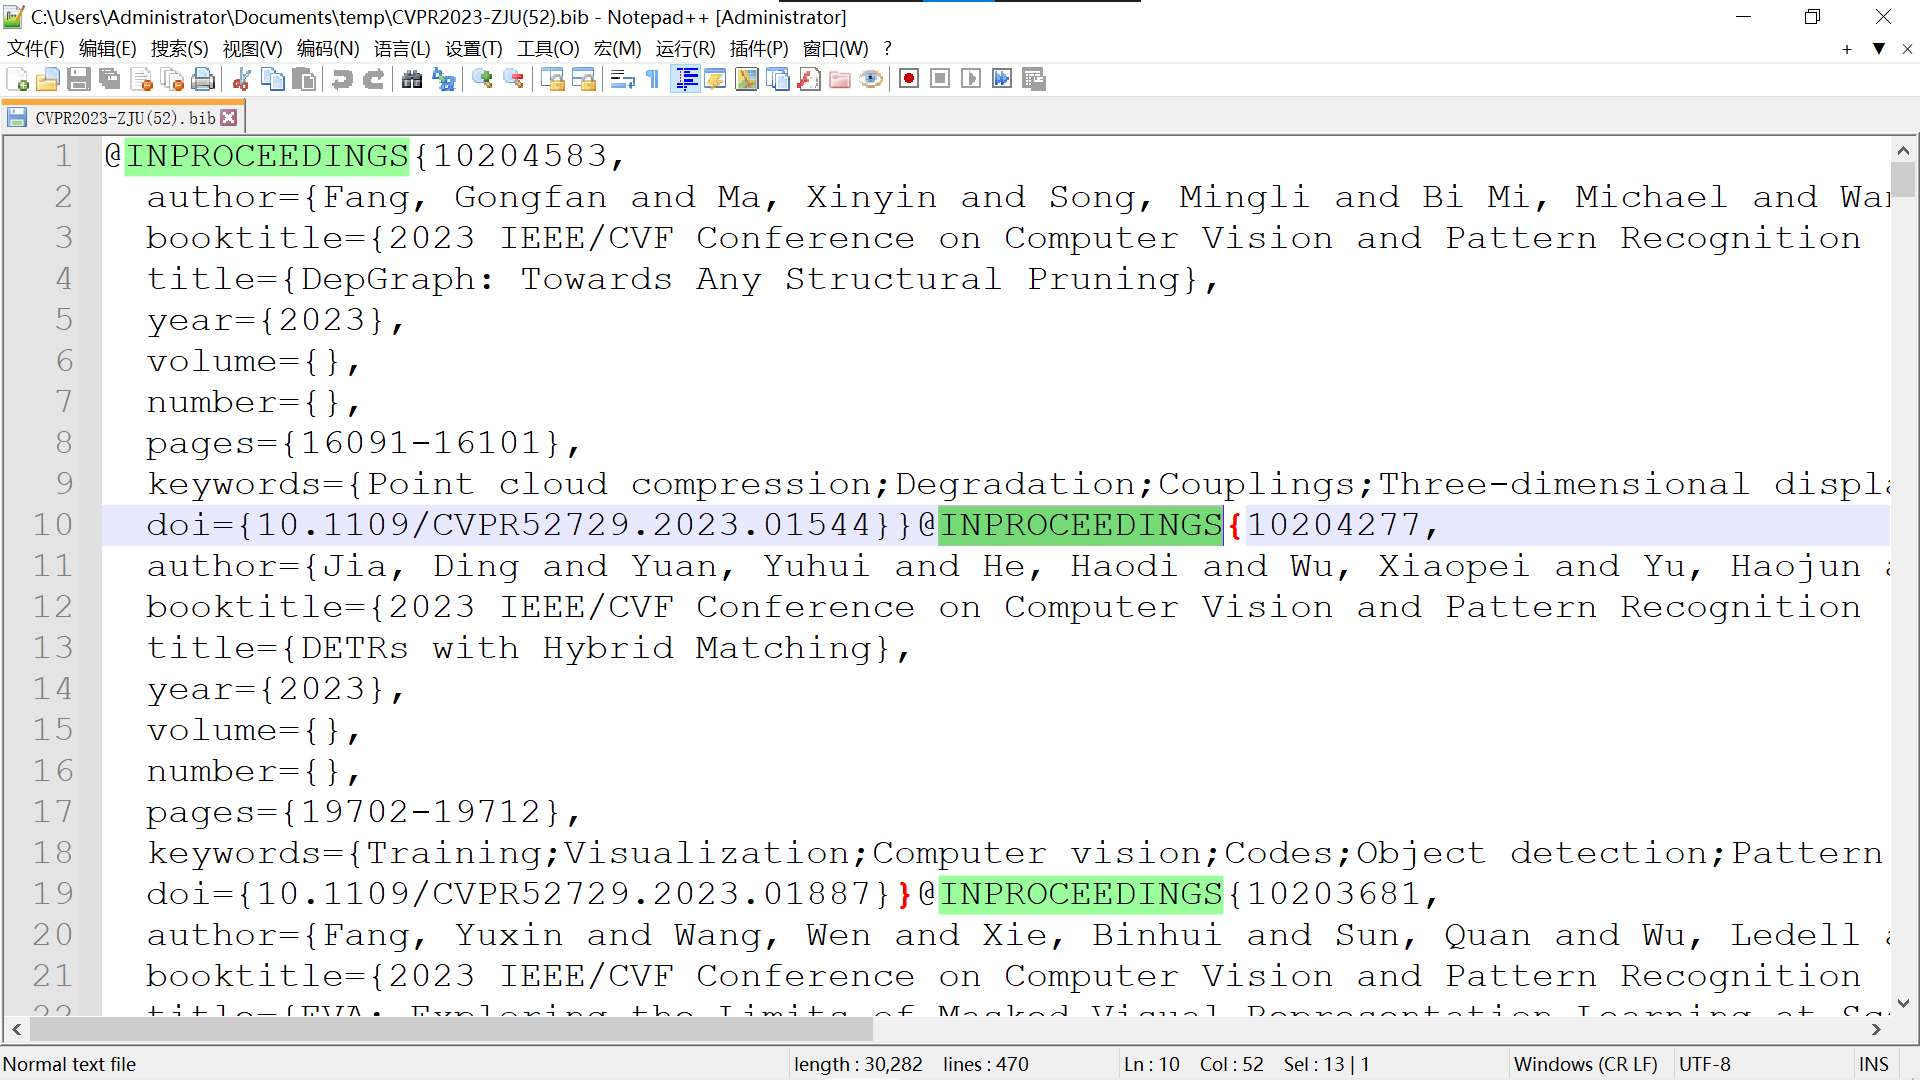 C:\Users\Administrator\Documents\temp\CVPR2023-ZJU(52).bib - Notepad++ [Administrator]
文件(F) 编辑(E) 搜索(S) 视图(V) 编码(N) 语言(L) 设置(T) 工具(O) 宏(M) 运行(R) 插件(P) 窗口(W) ?
CVPR2023-ZJU(52).bib
1 @INPROCEEDINGS{10204583,
2 author={Fang, Gongfan and Ma, Xinyin and Song, Mingli and Bi Mi, Michael and
3 booktitle={2023 IEEE/CVF Conference on Computer Vision and Pattern Recognition
4 title={DepGraph: Towards Any Structural Pruning},
5 year={2023},
6 volume={},
7 number={},
8 pages={16091-16101},
9 keywords={Point cloud compression;Degradation;Couplings;Three-dimensional
10 doi={10.1109/CVPR52729.2023.01544}}@INPROCEEDINGS{10204277,
11 author={Jia, Ding and Yuan, Yuhui and He, Haodi and Wu, Xiaopei and Yu, Haojun
12 booktitle={2023 IEEE/CVF Conference on Computer Vision and Pattern Recognition
13 title={DETRs with Hybrid Matching},
14 year={2023},
15 volume={},
16 number={},
17 pages={19702-19712},
18 keywords={Training;Visualization;Computer vision;Codes;Object detection;Pattern
19 doi={10.1109/CVPR52729.2023.01887}}@INPROCEEDINGS{10203681,
20 author={Fang, Yuxin and Wang, Wen and Xie, Binhui and Sun, Quan and Wu, Ledell
21 booktitle={2023 IEEE/CVF Conference on Computer Vision and Pattern Recognition
22 title={EVA: Exploring the Limits of Masked Visual Representation Learning at
Normal text file length : 30,282 lines : 470 Ln : 10 Col : 52 Sel : 13 | 1 Windows (CR LF) UTF-8 INS